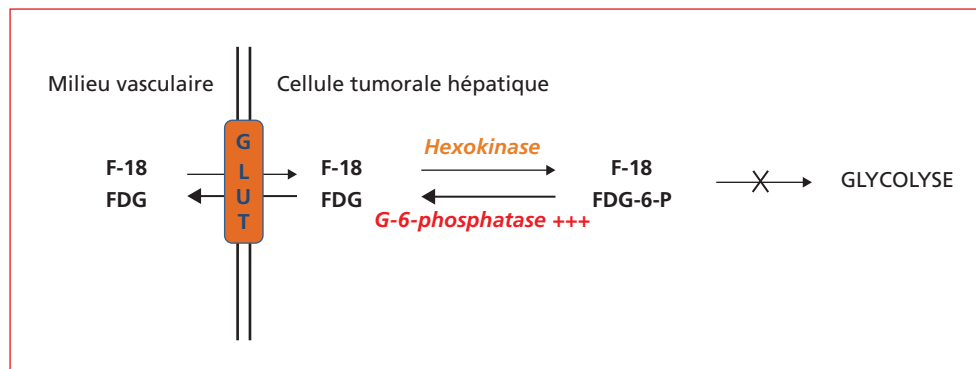 Milieu vasculaire
Cellule tumorale hépatique
G
L
U
T
F-18
FDG
F-18
FDG
Hexokinase
G-6-phosphatase +++
F-18
FDG-6-P
GLYCOLYSE